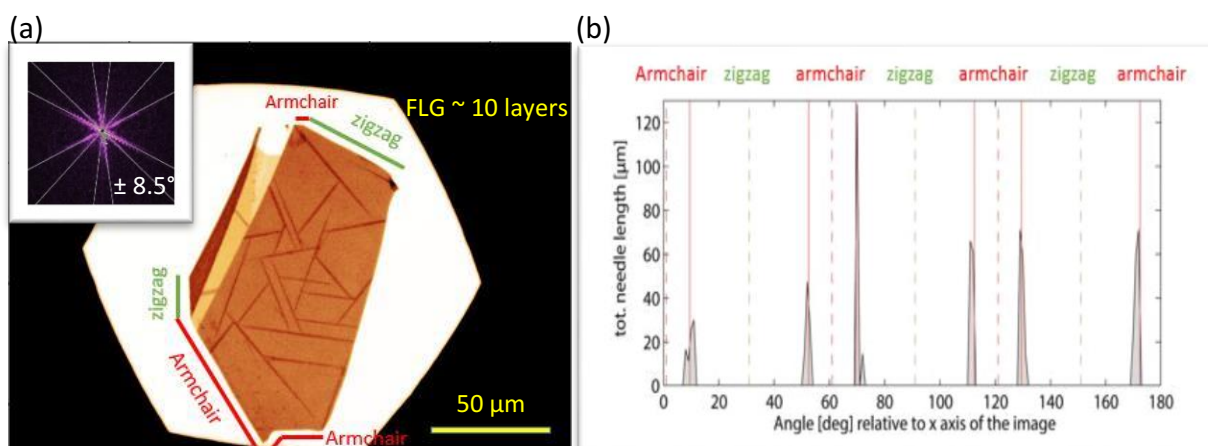 (a)
Armchair
zigzag
FLG ~ 10 layers
± 8.5°
zigzag
Armchair
50 µm
Armchair
(b)
Armchair zigzag armchair zigzag armchair zigzag armchair
tot. needle length [µm]
120
100
80
60
40
20
0
0 20 40 60 80 100 120 140 160 180
Angle [deg] relative to x axis of the image